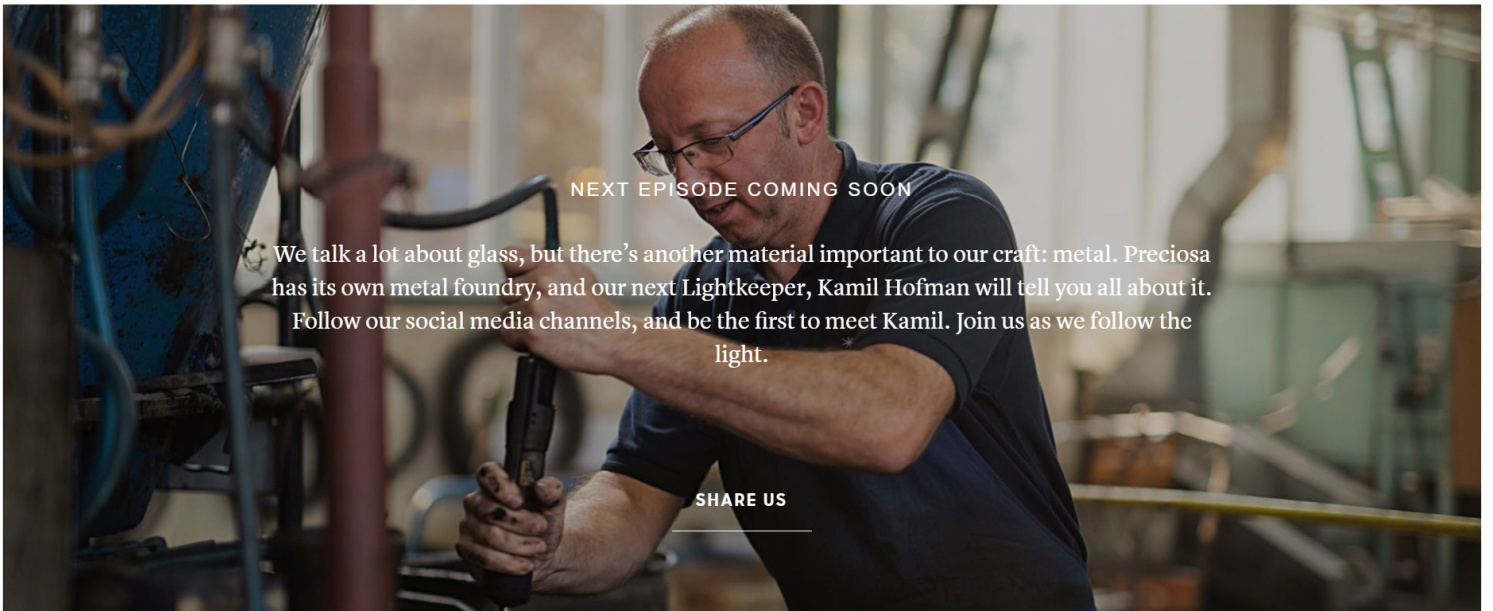 NEXT EPISODE COMING SOON
We talk a lot about glass, but there’s another material important to our craft: metal. Preciosa
has its own metal foundry, and our next Lightkeeper, Kamil Hofman will tell you all about it.
Follow our social media channels, and be the first to meet Kamil. Join us as we follow the
light.
SHARE US